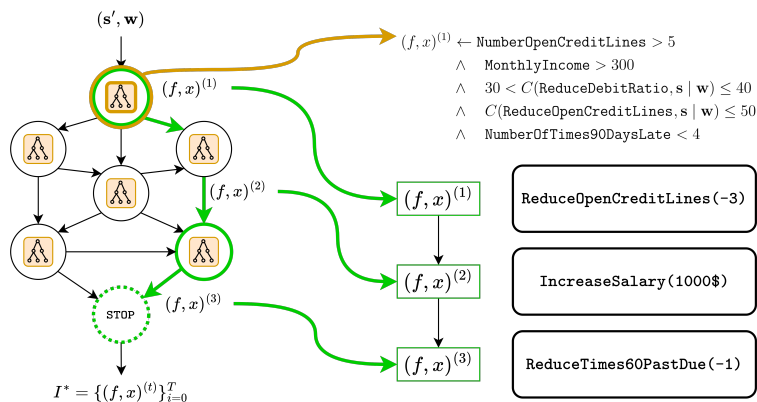 (s′, w)
(f, x)⁽¹⁾ ← NumberOpenCreditLines > 5
∧ MonthlyIncome > 300
∧ 30 < C(ReduceDebitRatio, s | w) ≤ 40
∧ C(ReduceOpenCreditLines, s | w) ≤ 50
∧ NumberOfTimes90DaysLate < 4
(f, x)⁽¹⁾
(f, x)⁽²⁾
(f, x)⁽³⁾
STOP
I* = {(f, x)⁽ᵗ⁾}ᵀᵢ₌₀
(f, x)⁽¹⁾
ReduceOpenCreditLines(-3)
(f, x)⁽²⁾
IncreaseSalary(1000$)
(f, x)⁽³⁾
ReduceTimes60PastDue(-1)